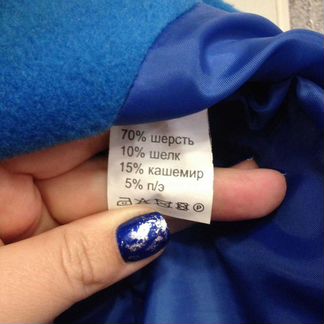 70% шерсть
10% шелк
15% кашемир
5% п/э